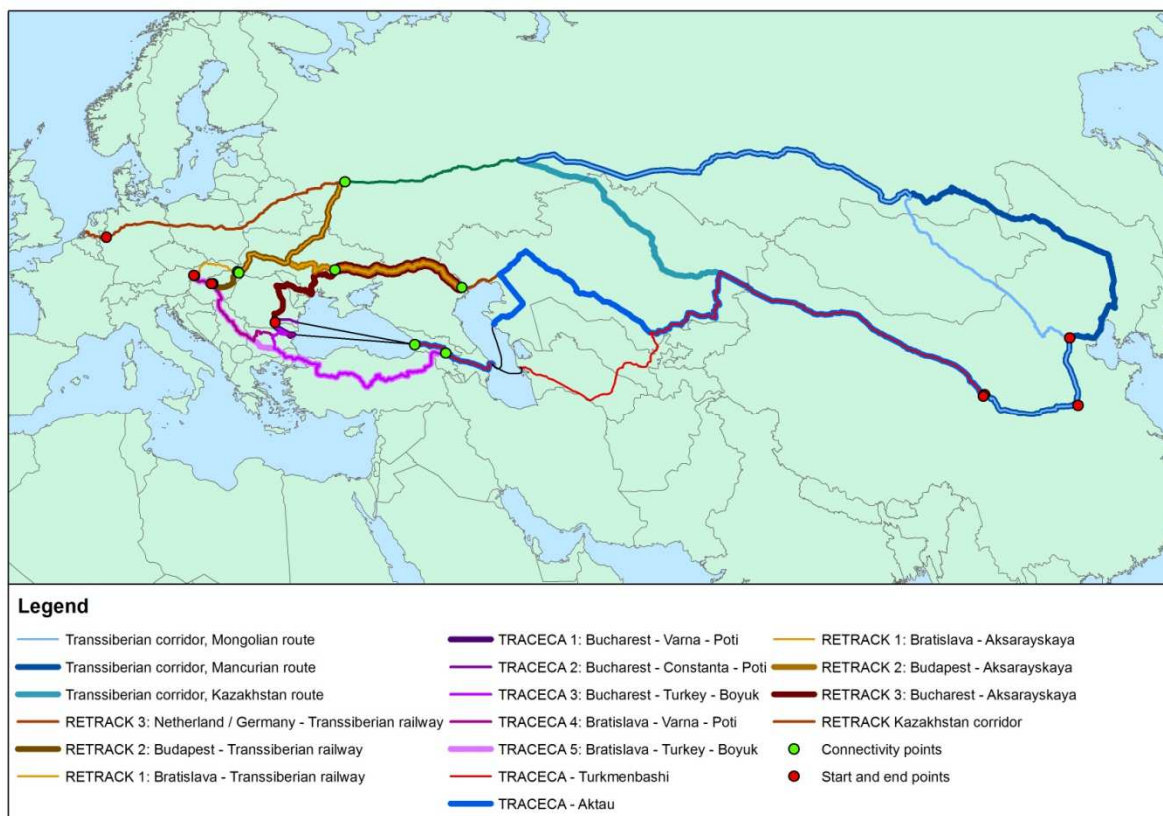 Legend
Transsiberian corridor, Mongolian route
Transsiberian corridor, Mancurian route
Transsiberian corridor, Kazakhstan route
RETRACK 3: Netherland / Germany - Transsiberian railway
RETRACK 2: Budapest - Transsiberian railway
RETRACK 1: Bratislava - Transsiberian railway
TRACECA 1: Bucharest - Varna - Poti
TRACECA 2: Bucharest - Constanta - Poti
TRACECA 3: Bucharest - Turkey - Boyuk
TRACECA 4: Bratislava - Varna - Poti
TRACECA 5: Bratislava - Turkey - Boyuk
TRACECA - Turkmenbashi
TRACECA - Aktau
RETRACK 1: Bratislava - Aksarayskaya
RETRACK 2: Budapest - Aksarayskaya
RETRACK 3: Bucharest - Aksarayskaya
RETRACK Kazakhstan corridor
Connectivity points
Start and end points